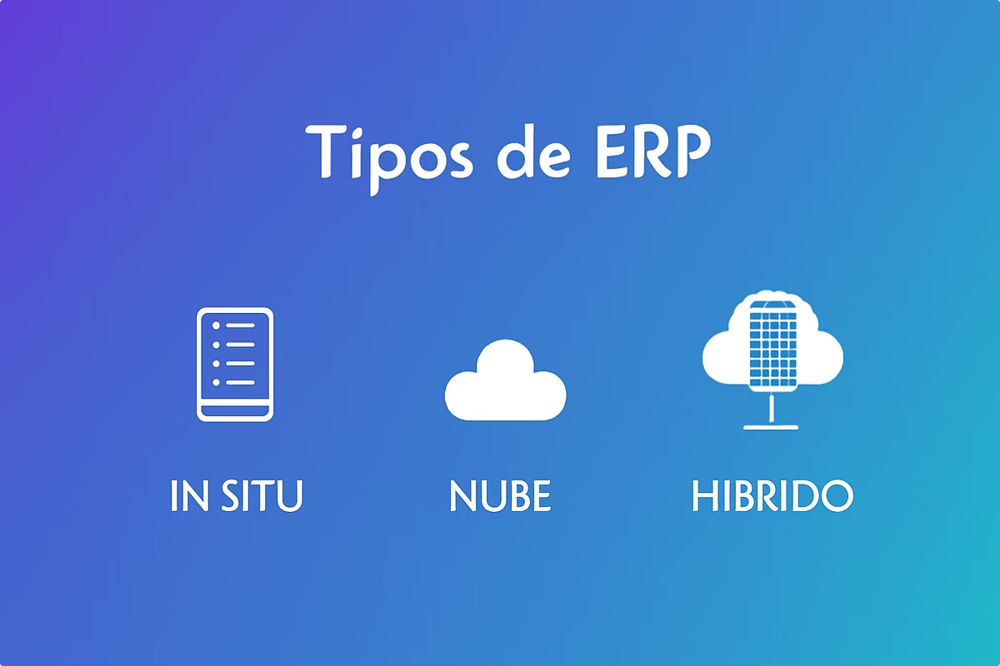 Tipos de ERP
IN SITU
NUBE
HIBRIDO